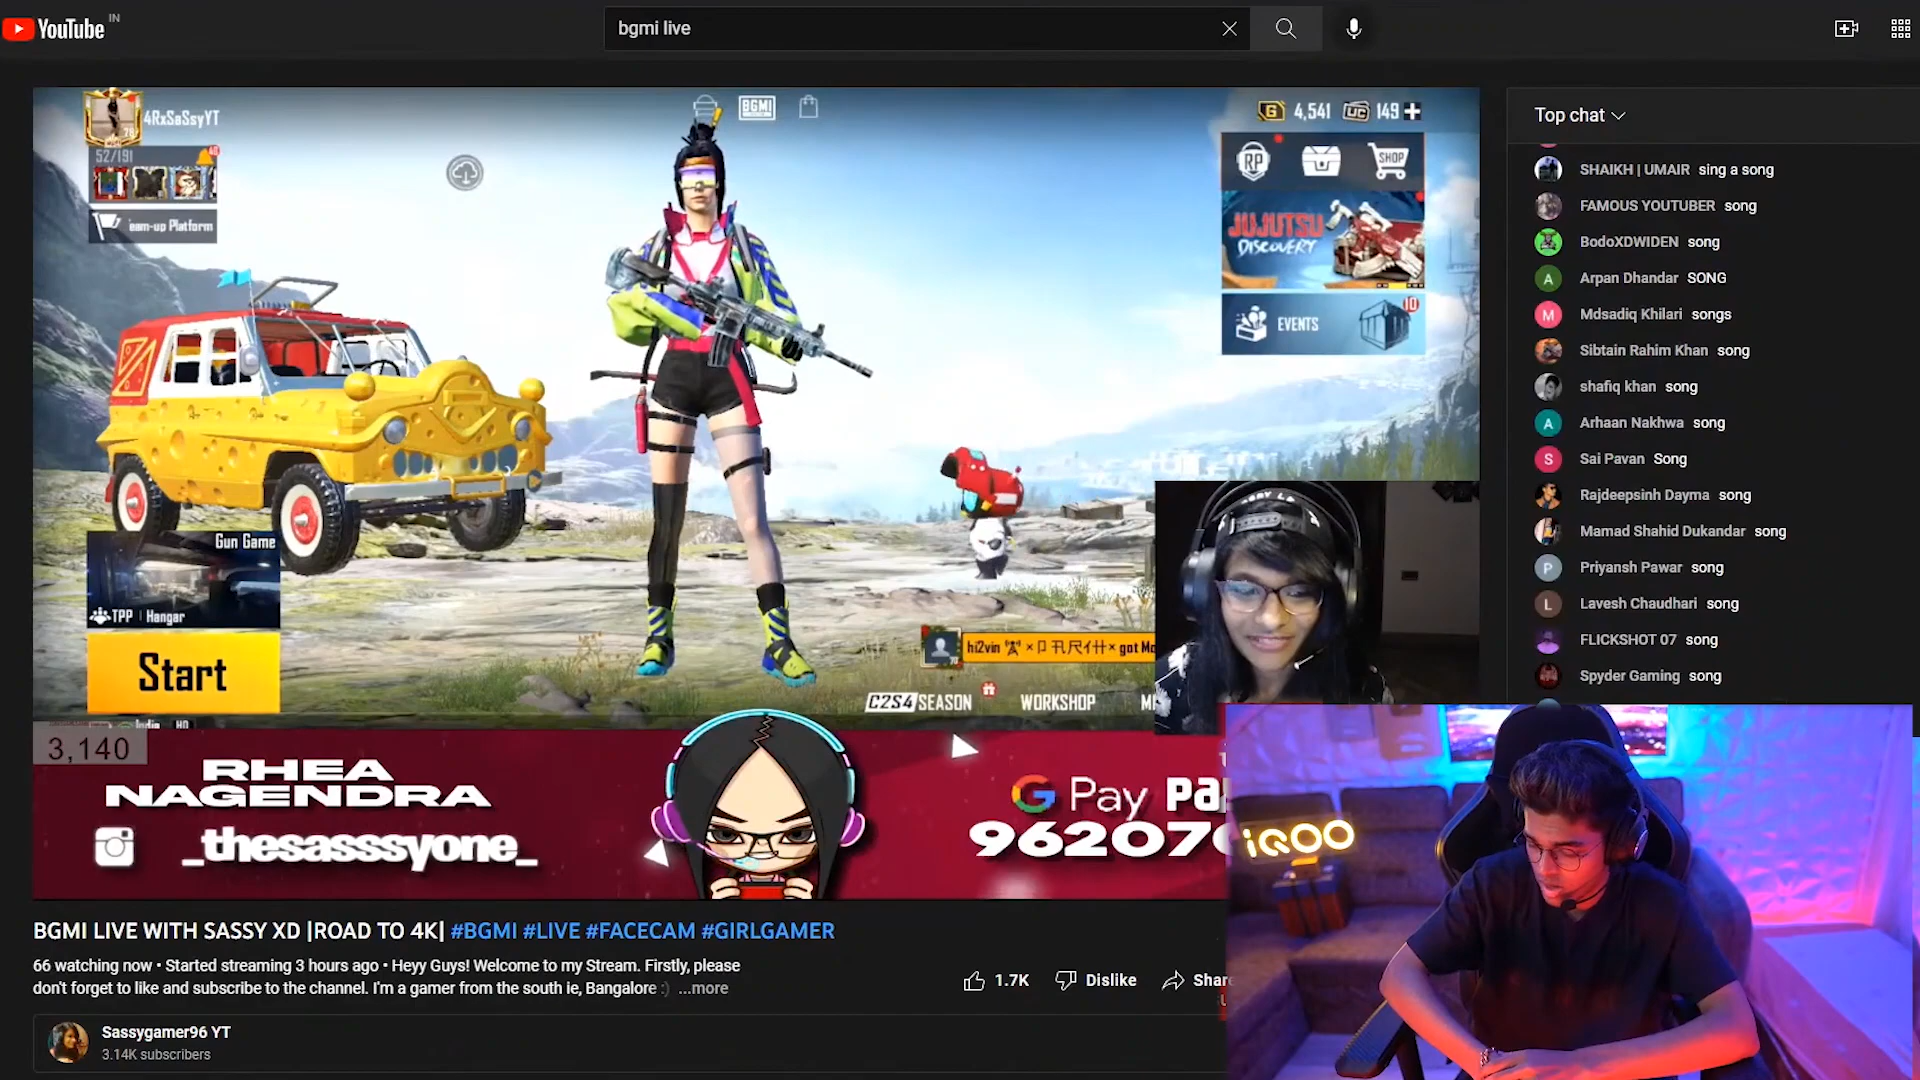 YouTube IN
bgmi live
4RxSaSsyYT
78
52/191
Team-up Platform
BGMI
4,541
149
RP
SHOP
JUJUTSU
DISCOVERY
EVENTS
10
Gun Game
TPP | Hangar
Start
got
C2S4 SEASON
WORKSHOP
3,140
RHEA
NAGENDRA
_thesasssyone_
G Pay
962070
iQOO
Top chat
SHAIKH | UMAIR sing a song
FAMOUS YOUTUBER song
BodoXDWIDEN song
A Arpan Dhandar SONG
M Mdsadiq Khilari songs
Sibtain Rahim Khan song
shafiq khan song
A Arhaan Nakhwa song
S Sai Pavan Song
Rajdeepsinh Dayma song
Mamad Shahid Dukandar song
P Priyansh Pawar song
L Lavesh Chaudhari song
FLICKSHOT 07 song
Spyder Gaming song
BGMI LIVE WITH SASSY XD |ROAD TO 4K| #BGMI #LIVE #FACECAM #GIRLGAMER
66 watching now • Started streaming 3 hours ago • Heyy Guys! Welcome to my Stream. Firstly, please
don't forget to like and subscribe to the channel. I'm a gamer from the south ie, Bangalore :) ...more
1.7K Dislike Share
Sassygamer96 YT
3.14K subscribers